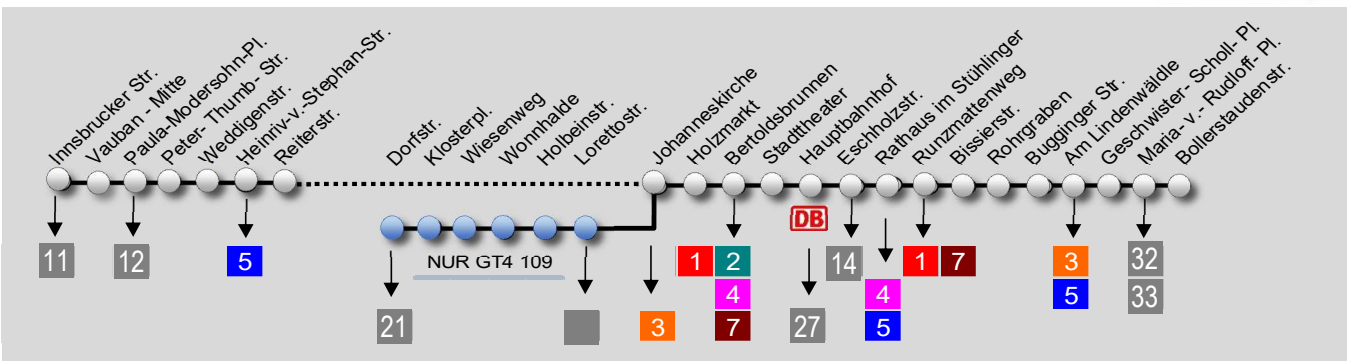 Innsbrucker Str.
Vauban - Mitte
Paula-Modersohn-Pl.
Peter- Thumb- Str.
Weddigenstr.
Heinriv-v.-Stephan-Str.
Reiterstr.
Dorfstr.
Klosterpl.
Wiesenweg
Wonnhalde
Holbeinstr.
Lorettostr.
Johanneskirche
Holzmarkt
Bertoldsbrunnen
Stadttheater
Hauptbahnhof
Eschholzstr.
Rathaus im Stühlinger
Runzmattenweg
Bissierstr.
Rohrgraben
Bugginger Str.
Am Lindenwäldle
Geschwister- Scholl- Pl.
Maria- v.- Rudloff- Pl.
Bollerstaudenstr.
DB
11 12 5 NUR GT4 109 1 2 14 1 7 3 32
4 4 5 33
21 3 7 27 5